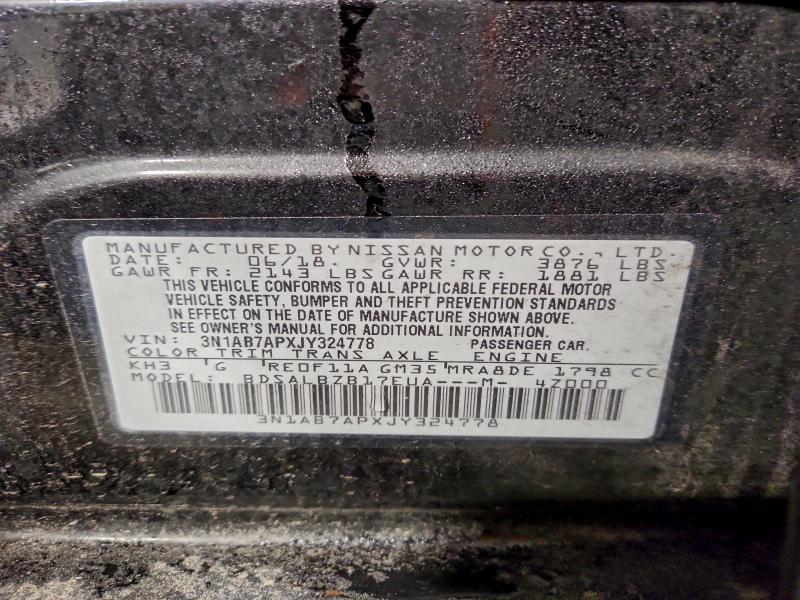 MANUFACTURED BY NISSAN MOTOR CO., LTD.
DATE: 06/18. GVWR: 3876 LBS
GAWR FR: 2143 LBS GAWR RR: 1881 LBS
THIS VEHICLE CONFORMS TO ALL APPLICABLE FEDERAL MOTOR
VEHICLE SAFETY, BUMPER AND THEFT PREVENTION STANDARDS
IN EFFECT ON THE DATE OF MANUFACTURE SHOWN ABOVE.
SEE OWNER'S MANUAL FOR ADDITIONAL INFORMATION.
VIN: 3N1AB7APXJY324778 PASSENGER CAR.
COLOR TRIM TRANS AXLE ENGINE
KH3 G RE0F11A GM35 MRA8DE 1798 CC
MODEL: BDSALBZB17EUA---M- 4Z000
3N1AB7APXJY324778